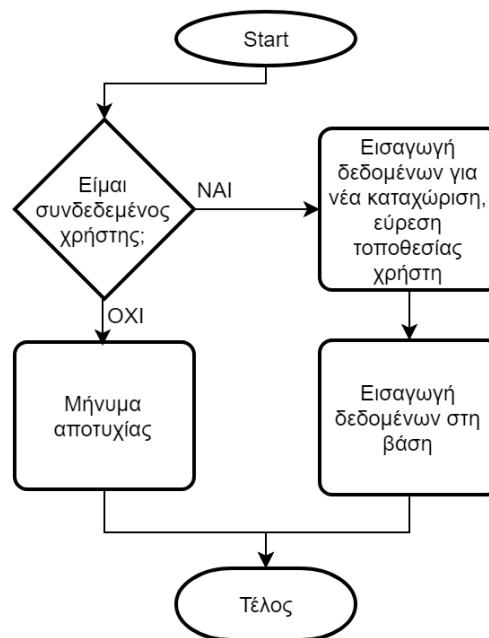 Start
Είμαι
συνδεδεμένος
χρήστης;
ΝΑΙ
Εισαγωγή
δεδομένων για
νέα καταχώριση,
εύρεση
τοποθεσίας
χρήστη
ΟΧΙ
Μήνυμα
αποτυχίας
Εισαγωγή
δεδομένων στη
βάση
Τέλος